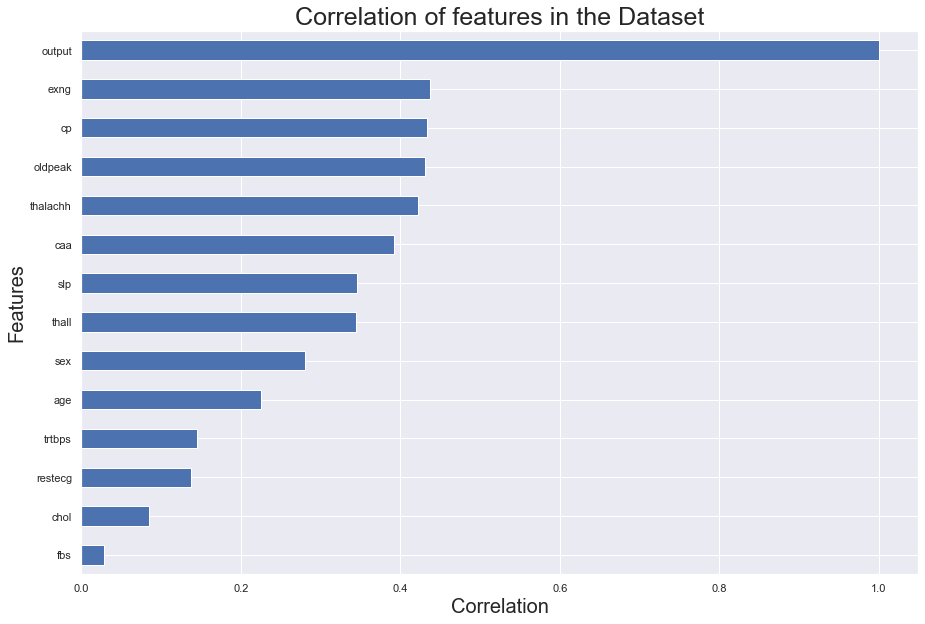 Correlation of features in the Dataset
output
exng
cp
oldpeak
thalachh
caa
slp
thall
sex
age
trtbps
restecg
chol
fbs
Features
0.0 0.2 0.4 0.6 0.8 1.0
Correlation